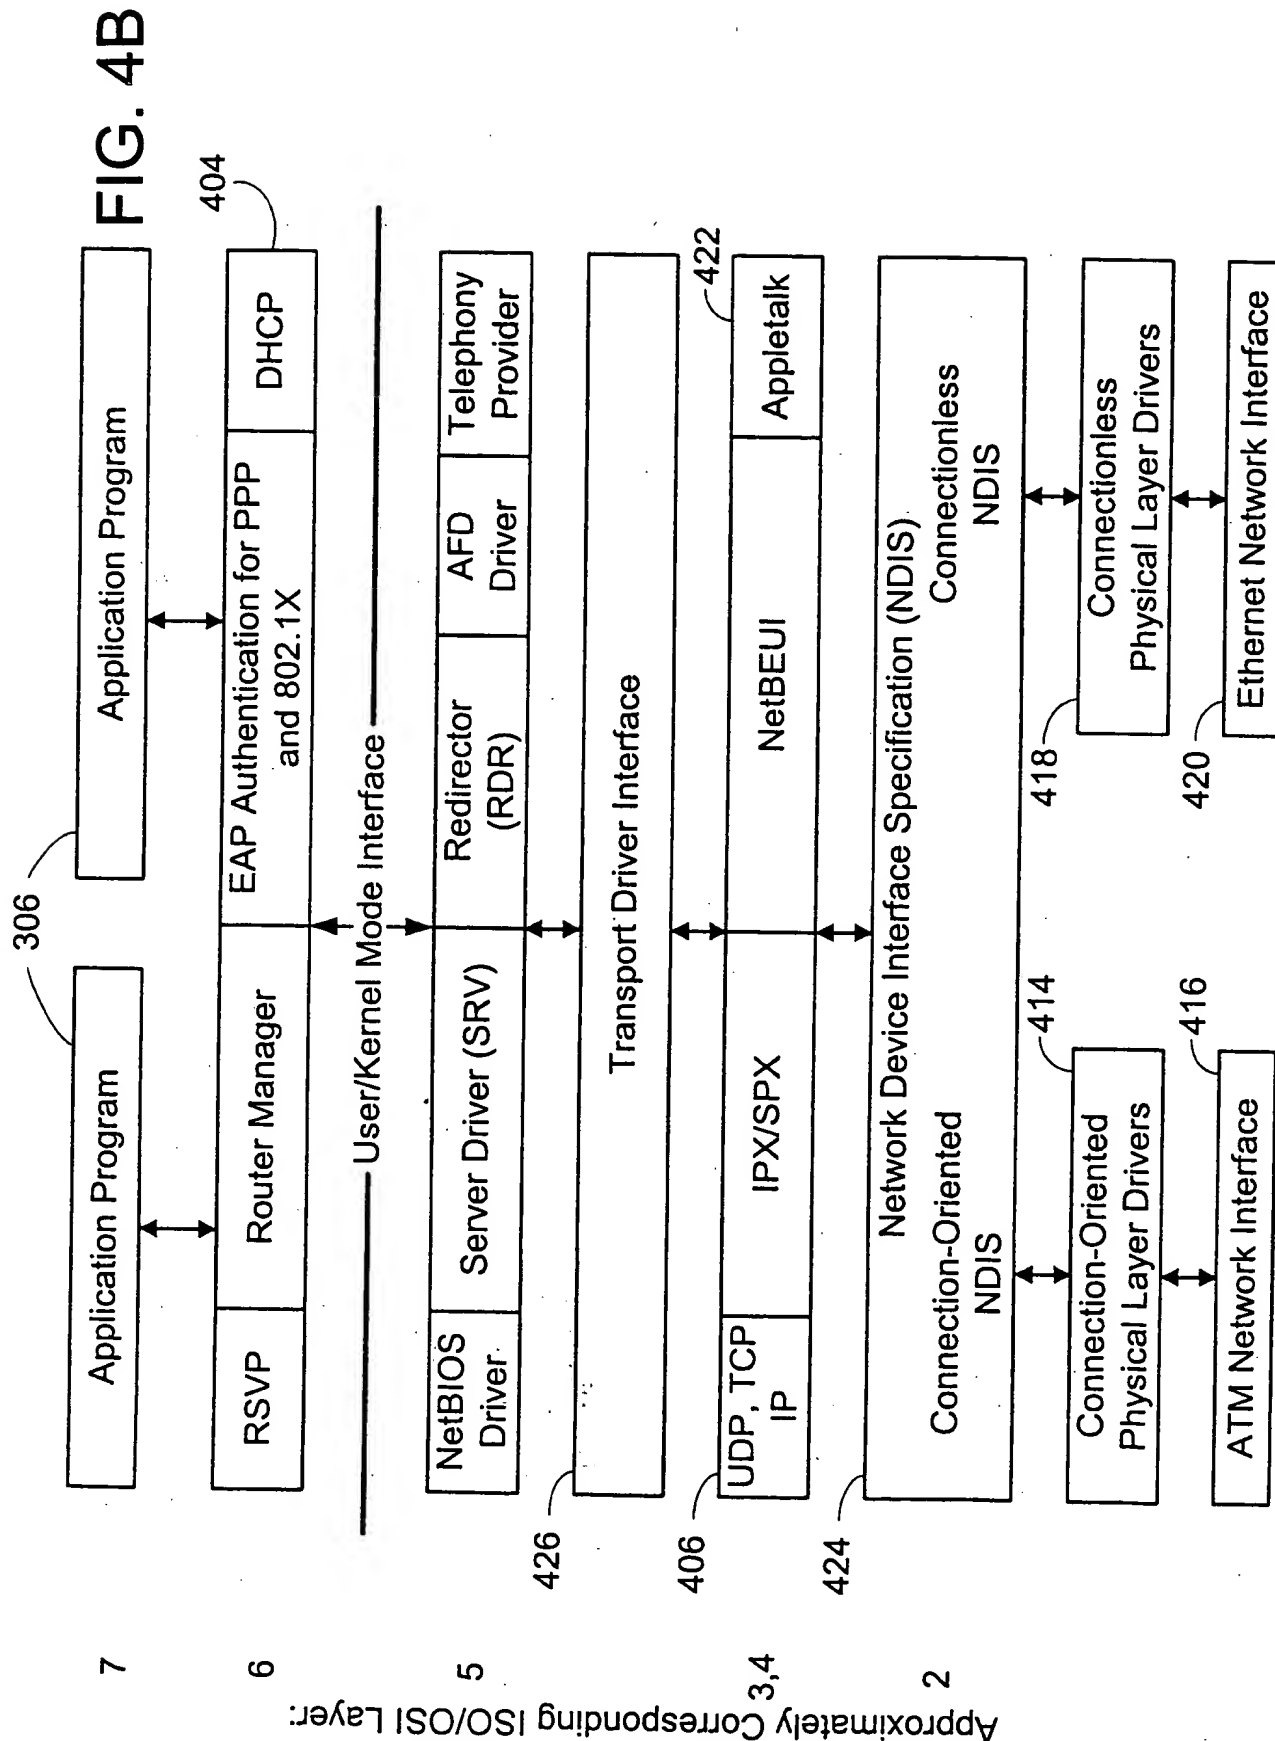 FIG. 4B
Approximately Corresponding ISO/OSI Layer:
306
7
Application Program
Application Program
404
6
RSVP
Router Manager
EAP Authentication for PPP
and 802.1X
DHCP
User/Kernel Mode Interface
5
NetBIOS
Driver
Server Driver (SRV)
Redirector
(RDR)
AFD
Driver
Telephony
Provider
426
Transport Driver Interface
422
406
3,4
UDP, TCP
IP
IPX/SPX
NetBEUI
Appletalk
424
2
Network Device Interface Specification (NDIS)
Connection-Oriented
NDIS
Connectionless
NDIS
414
418
Connection-Oriented
Physical Layer Drivers
Connectionless
Physical Layer Drivers
416
420
ATM Network Interface
Ethernet Network Interface